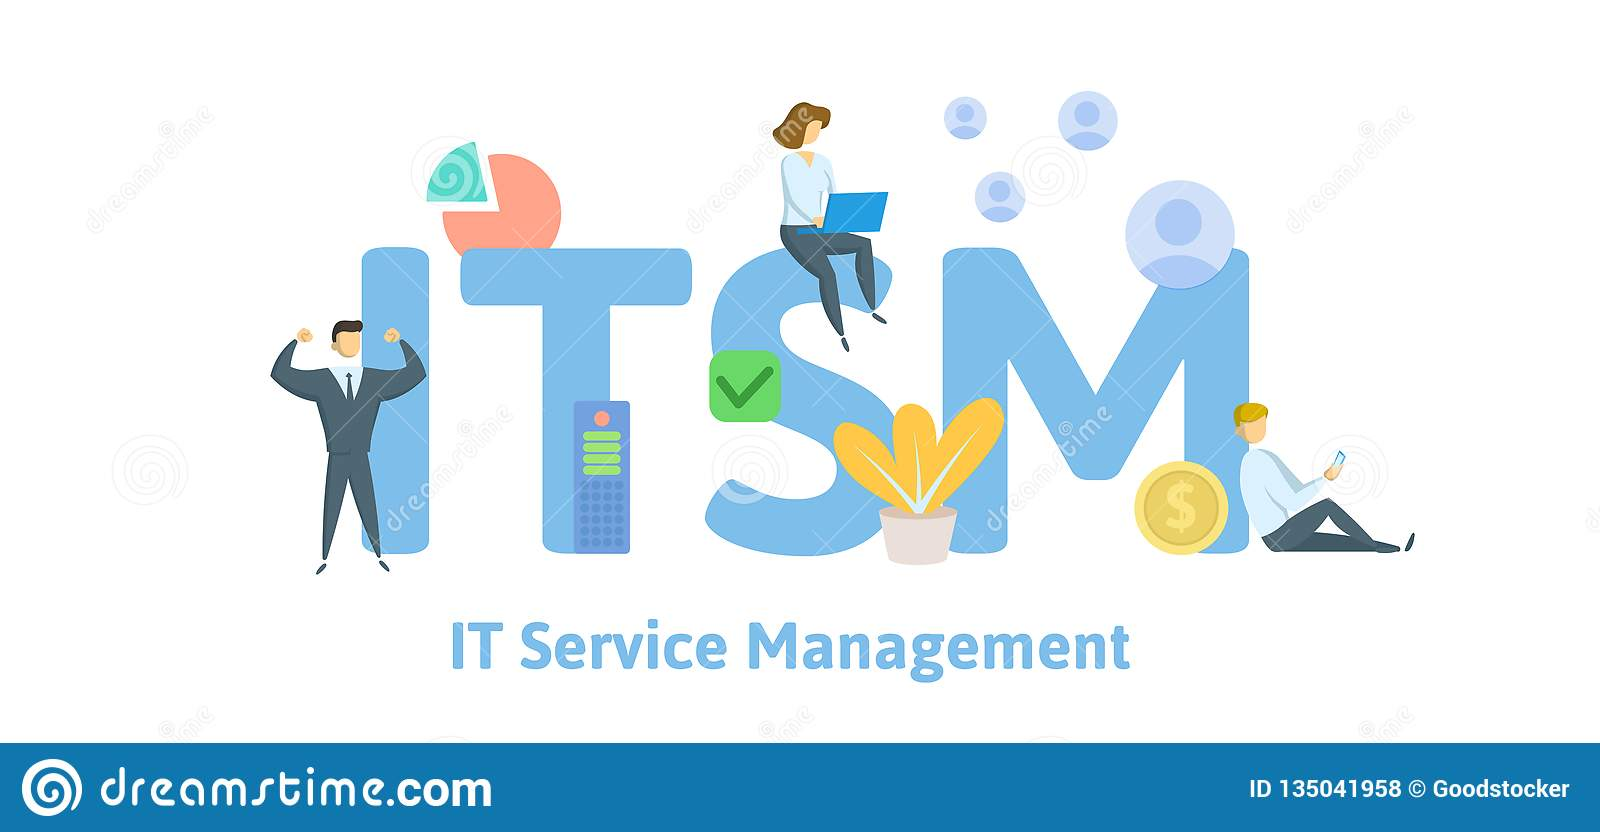 ITSM
$
IT Service Management
dreamstime.com
ID 135041958 © Goodstocker